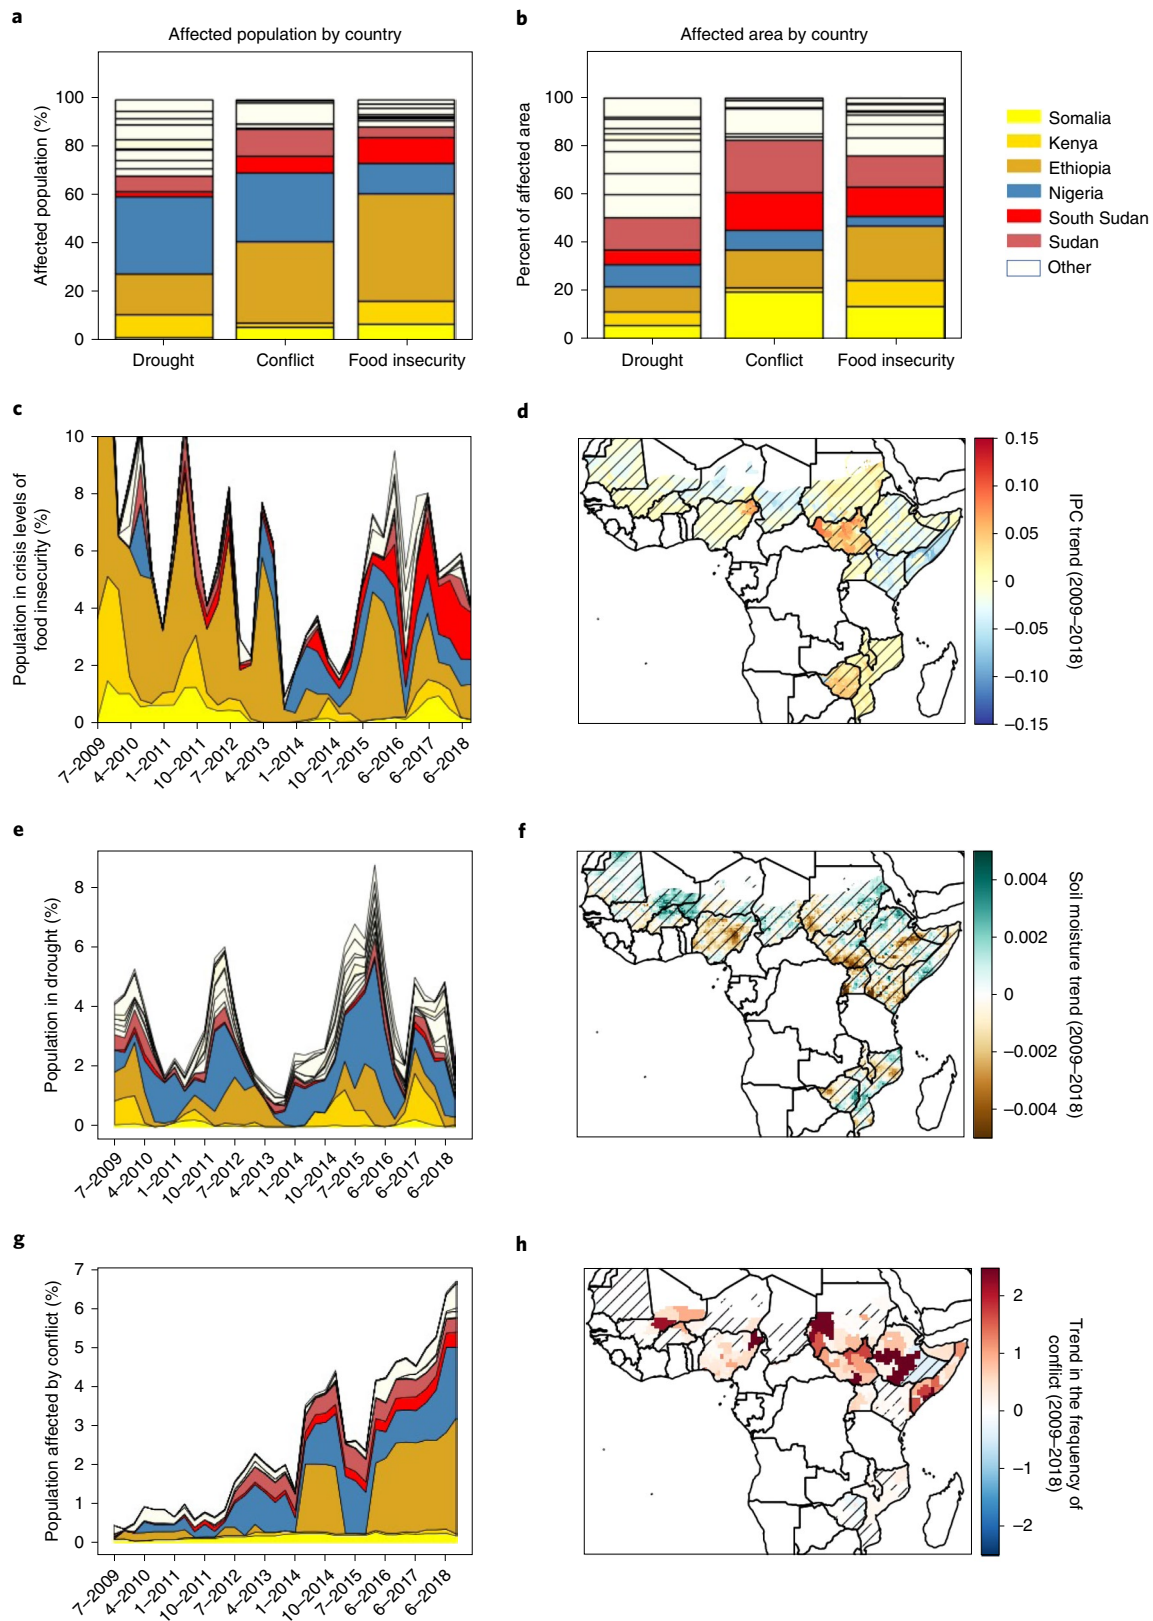 a
Affected population by country
Affected population (%)
100
80
60
40
20
0
Drought
Conflict
Food insecurity
b
Affected area by country
Percent of affected area
100
80
60
40
20
0
Drought
Conflict
Food insecurity
Somalia
Kenya
Ethiopia
Nigeria
South Sudan
Sudan
Other
c
Population in crisis levels of
food insecurity (%)
10
8
6
4
2
0
7–2009
4–2010
1–2011
10–2011
7–2012
4–2013
1–2014
10–2014
7–2015
6–2016
6–2017
6–2018
d
0.15
0.10
0.05
0
−0.05
−0.10
−0.15
IPC trend (2009–2018)
e
Population in drought (%)
8
6
4
2
0
7–2009
4–2010
1–2011
10–2011
7–2012
4–2013
1–2014
10–2014
7–2015
6–2016
6–2017
6–2018
f
0.004
0.002
0
−0.002
−0.004
Soil moisture trend (2009–2018)
g
Population affected by conflict (%)
7
6
5
4
3
2
1
0
7–2009
4–2010
1–2011
10–2011
7–2012
4–2013
1–2014
10–2014
7–2015
6–2016
6–2017
6–2018
h
2
1
0
−1
−2
Trend in the frequency of
conflict (2009–2018)